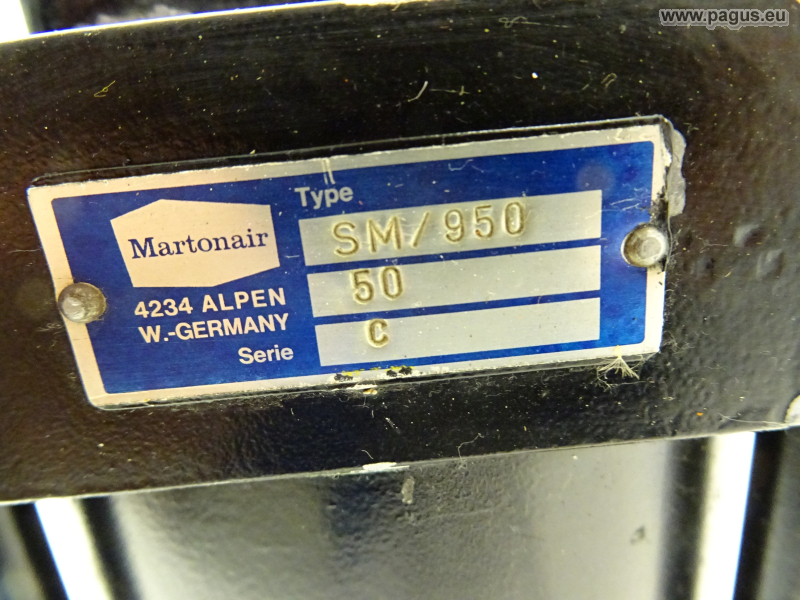 www.pagus.eu
Type
Martonair
SM/950
4234 ALPEN
50
W.-GERMANY
Serie
C